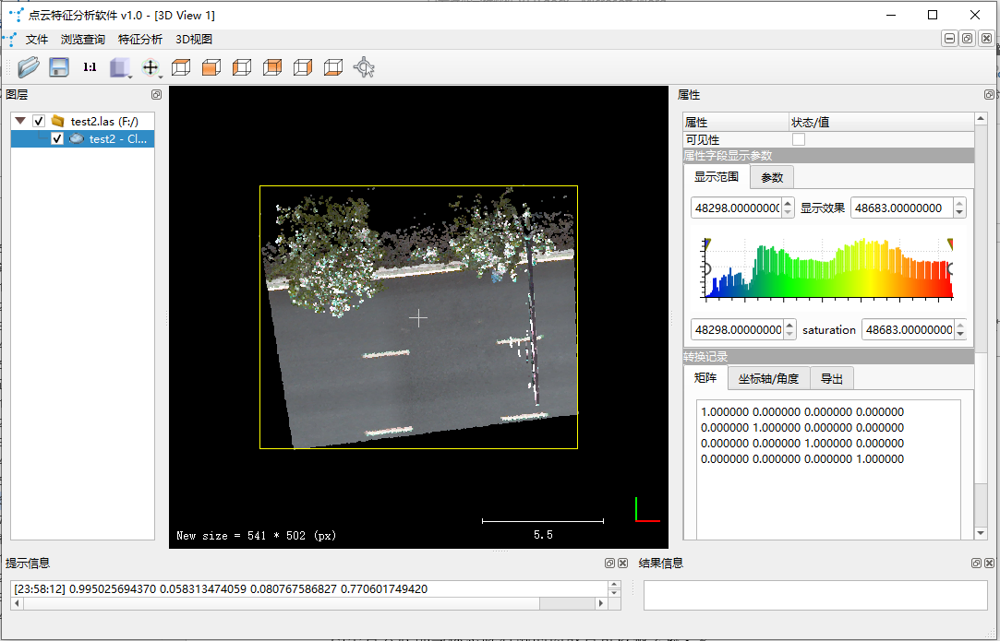 点云特征分析软件 v1.0 - [3D View 1]
文件 浏览查询 特征分析 3D视图
1:1
图层
test2.las (F:/)
test2 - Cl...
New size = 541 * 502 (px)
5.5
属性
属性 状态/值
可见性
属性字段显示参数
显示范围 参数
48298.0000000( 显示效果 48683.00000000
48298.00000000 saturation 48683.00000000
转换记录
矩阵 坐标轴/角度 导出
1.000000 0.000000 0.000000 0.000000
0.000000 1.000000 0.000000 0.000000
0.000000 0.000000 1.000000 0.000000
0.000000 0.000000 0.000000 1.000000
提示信息
[23:58:12] 0.995025694370 0.058313474059 0.080767586827 0.770601749420
结果信息